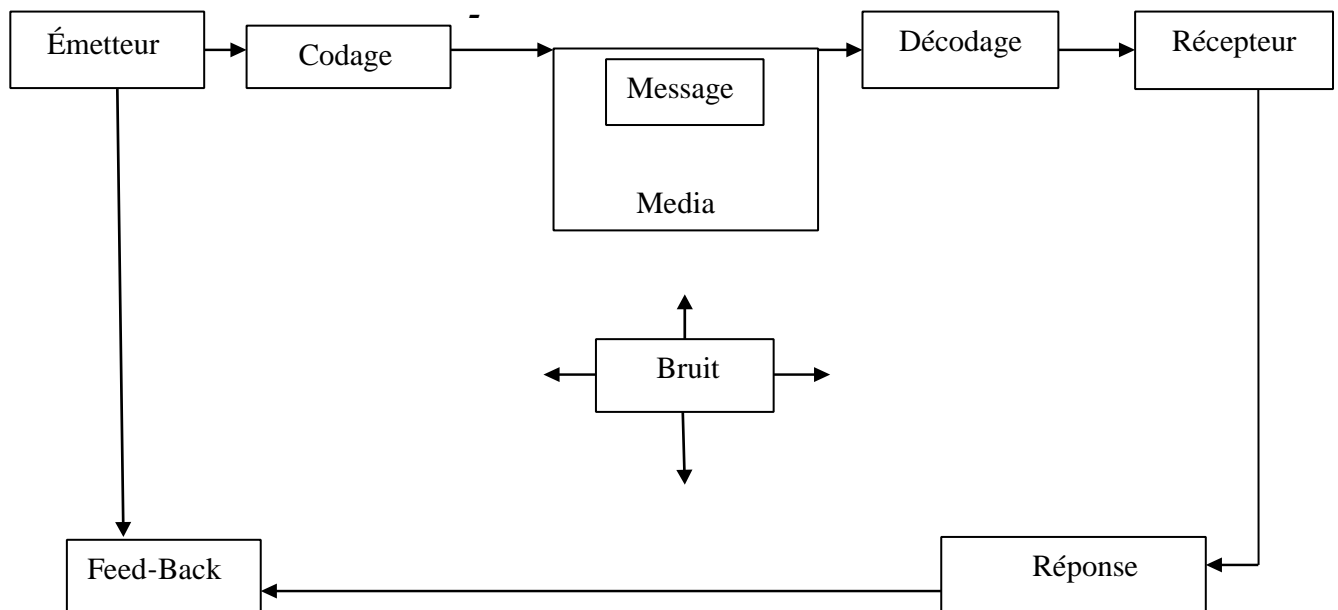 -
Émetteur
Codage
Message
Media
Décodage
Récepteur
Bruit
Feed-Back
Réponse